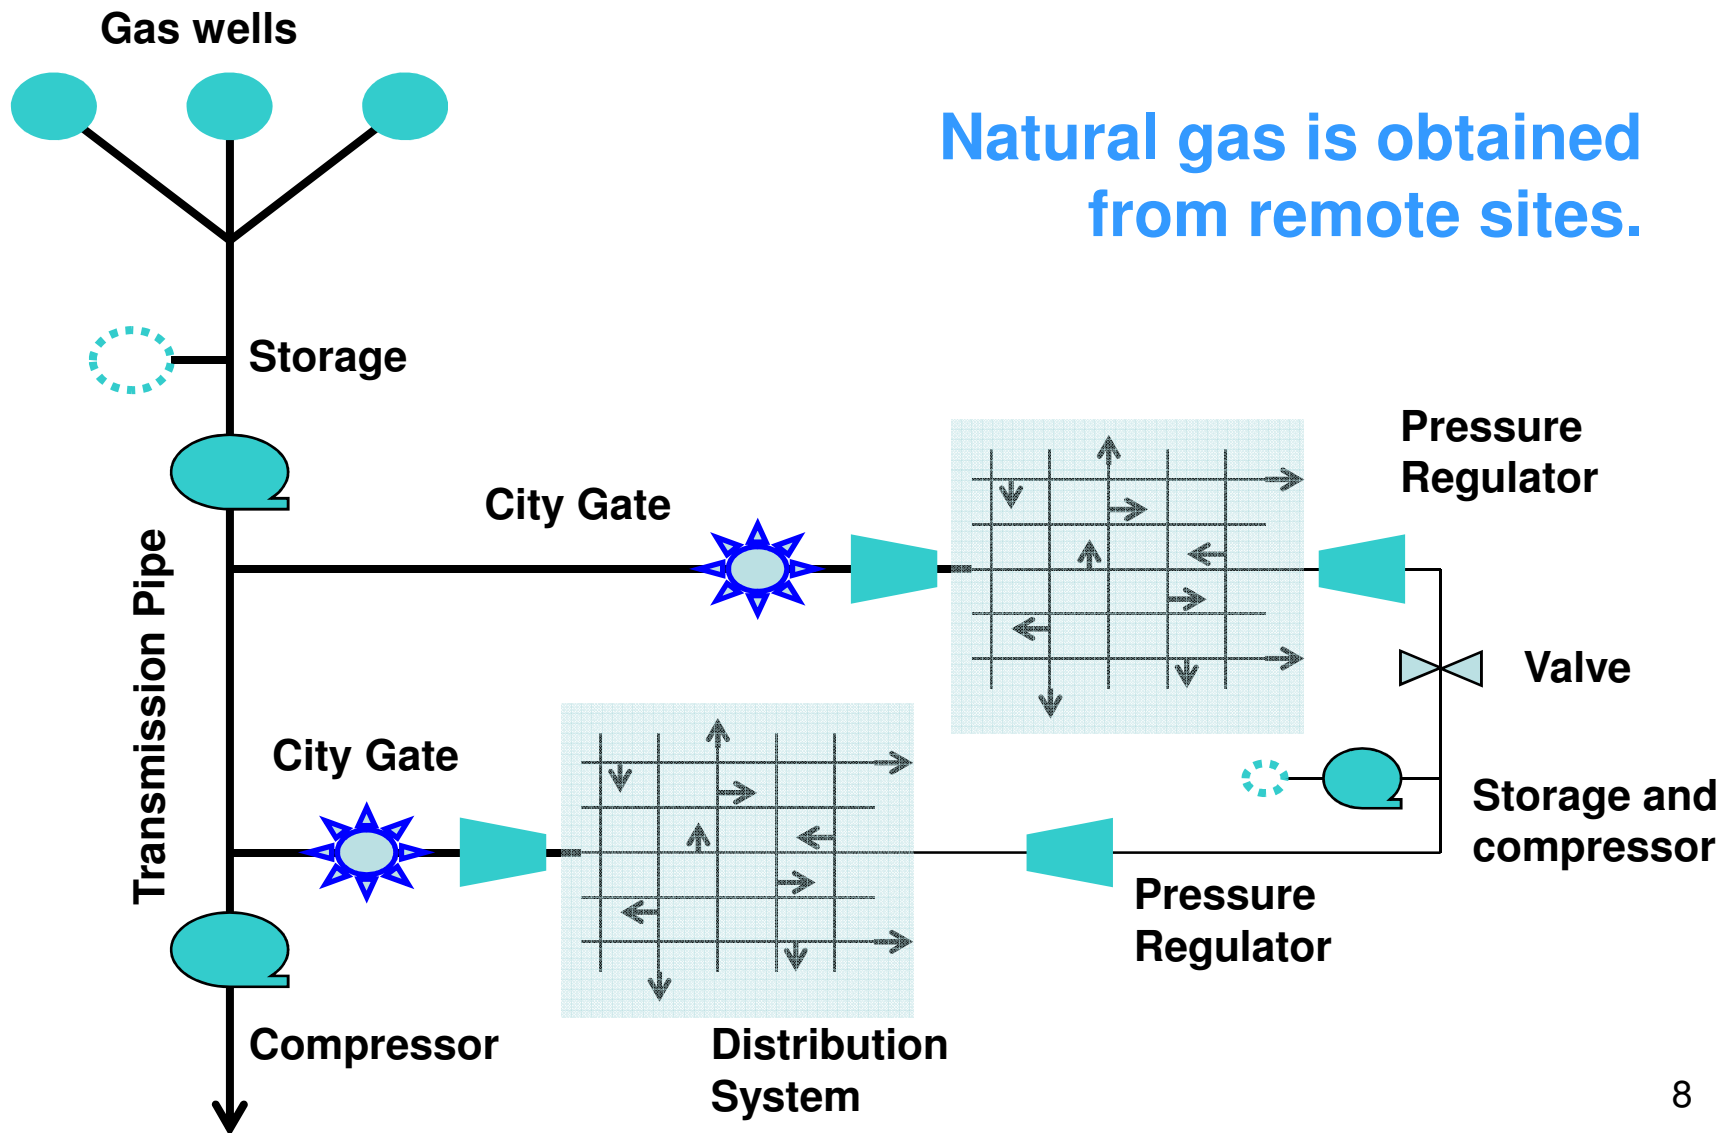 Gas wells
Natural gas is obtained
from remote sites.
Storage
Pressure
Regulator
City Gate
Transmission Pipe
Valve
City Gate
Storage and
compressor
Pressure
Regulator
Compressor
Distribution
System
8